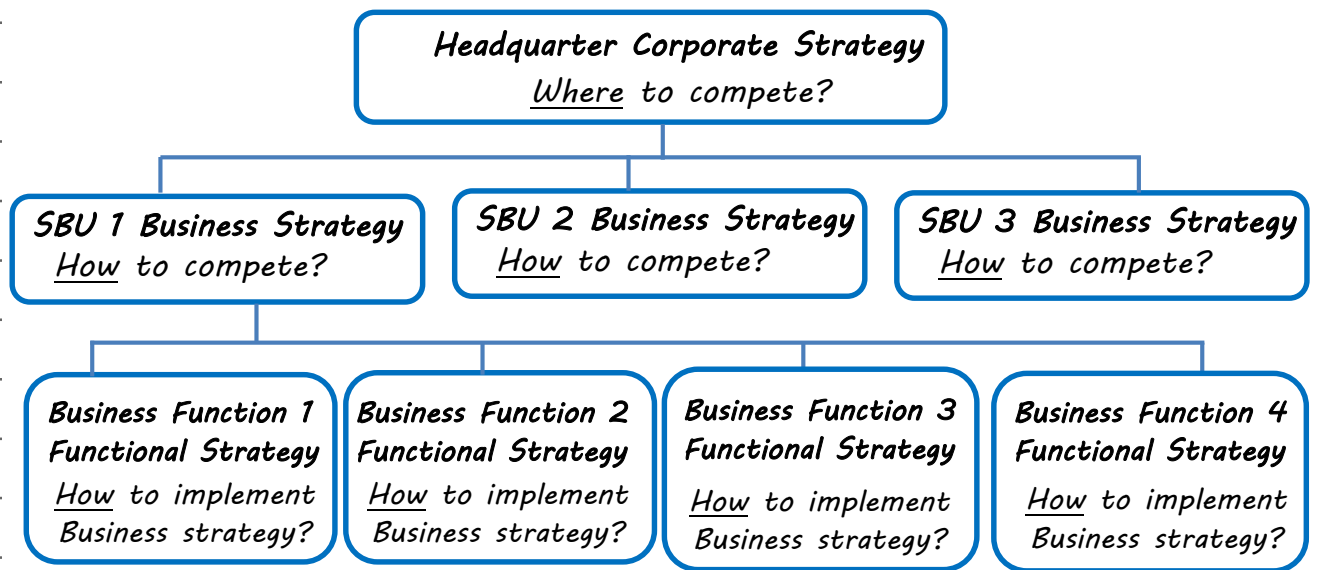 Headquarter Corporate Strategy
Where to compete?
SBU 1 Business Strategy
How to compete?
SBU 2 Business Strategy
How to compete?
SBU 3 Business Strategy
How to compete?
Business Function 1
Functional Strategy
How to implement
Business strategy?
Business Function 2
Functional Strategy
How to implement
Business strategy?
Business Function 3
Functional Strategy
How to implement
Business strategy?
Business Function 4
Functional Strategy
How to implement
Business strategy?